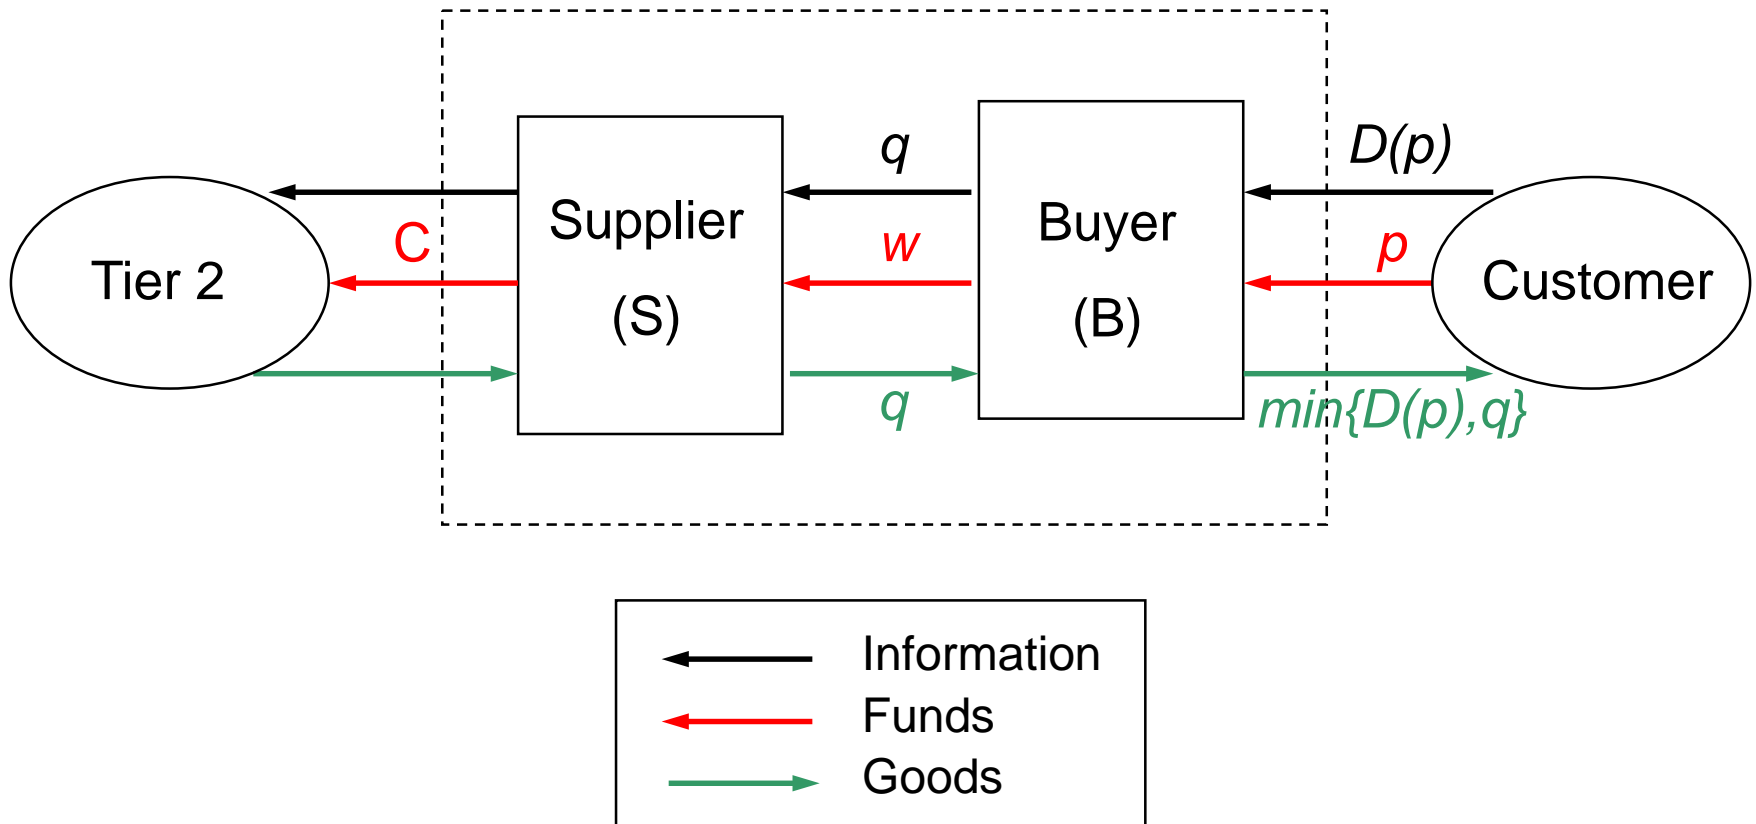 q
D(p)
Supplier
Buyer
C
w
p
Tier 2
Customer
(S)
(B)
q
min{D(p),q}
Information
Funds
Goods